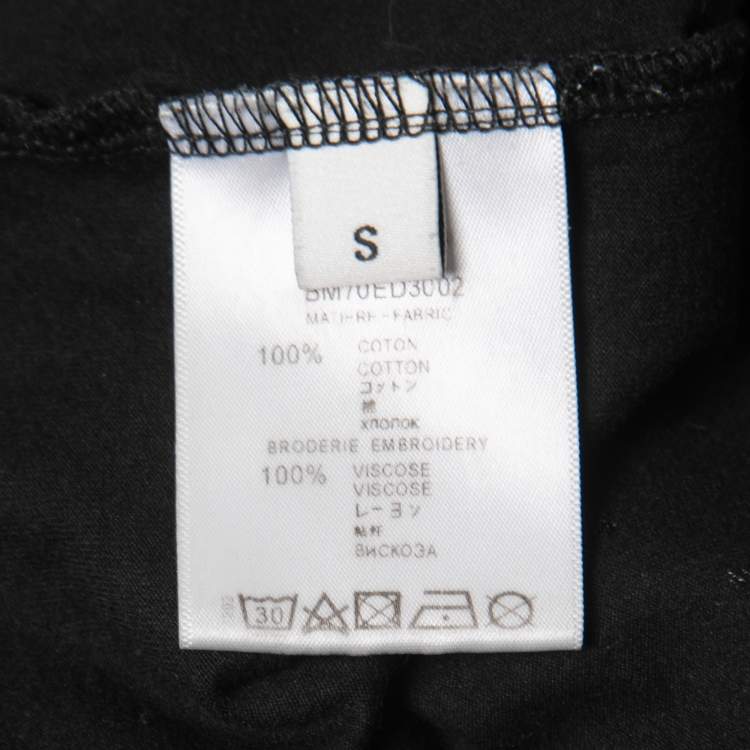 S
BM70ED3002
MATIERE - FABRIC
100% COTON
COTTON
コットン
棉
хлопок
BRODERIE EMBROIDERY
100% VISCOSE
VISCOSE
レーヨン
粘纤
ВИСКОЗА
30